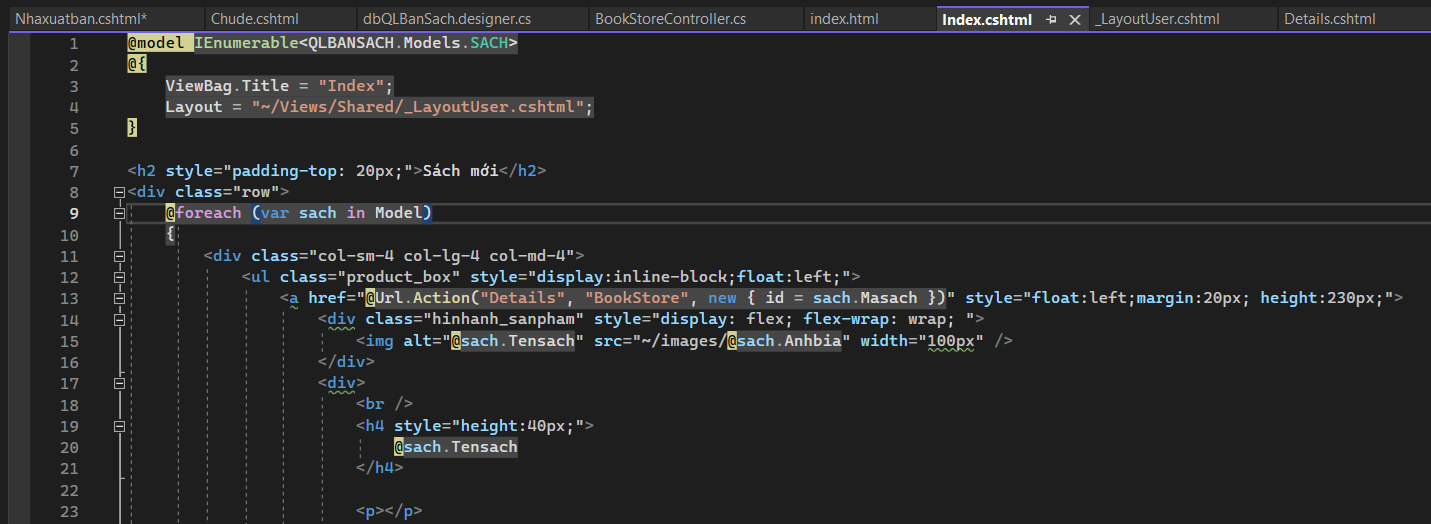 Nhaxuatban.cshtml* Chude.cshtml dbQLBanSach.designer.cs BookStoreController.cs index.html Index.cshtml _LayoutUser.cshtml Details.cshtml
1 @model IEnumerable<QLBANSACH.Models.SACH>
2 @{
3 ViewBag.Title = "Index";
4 Layout = "~/Views/Shared/_LayoutUser.cshtml";
5 }
6
7 <h2 style="padding-top: 20px;">Sách mới</h2>
8 <div class="row">
9 @foreach (var sach in Model)
10 {
11 <div class="col-sm-4 col-lg-4 col-md-4">
12 <ul class="product_box" style="display:inline-block;float:left;">
13 <a href="@Url.Action("Details", "BookStore", new { id = sach.Masach })" style="float:left;margin:20px; height:230px;">
14 <div class="hinhanh_sanpham" style="display: flex; flex-wrap: wrap; ">
15 <img alt="@sach.Tensach" src="~/images/@sach.Anhbia" width="100px" />
16 </div>
17 <div>
18 <br />
19 <h4 style="height:40px;">
20 @sach.Tensach
21 </h4>
22
23 <p></p>